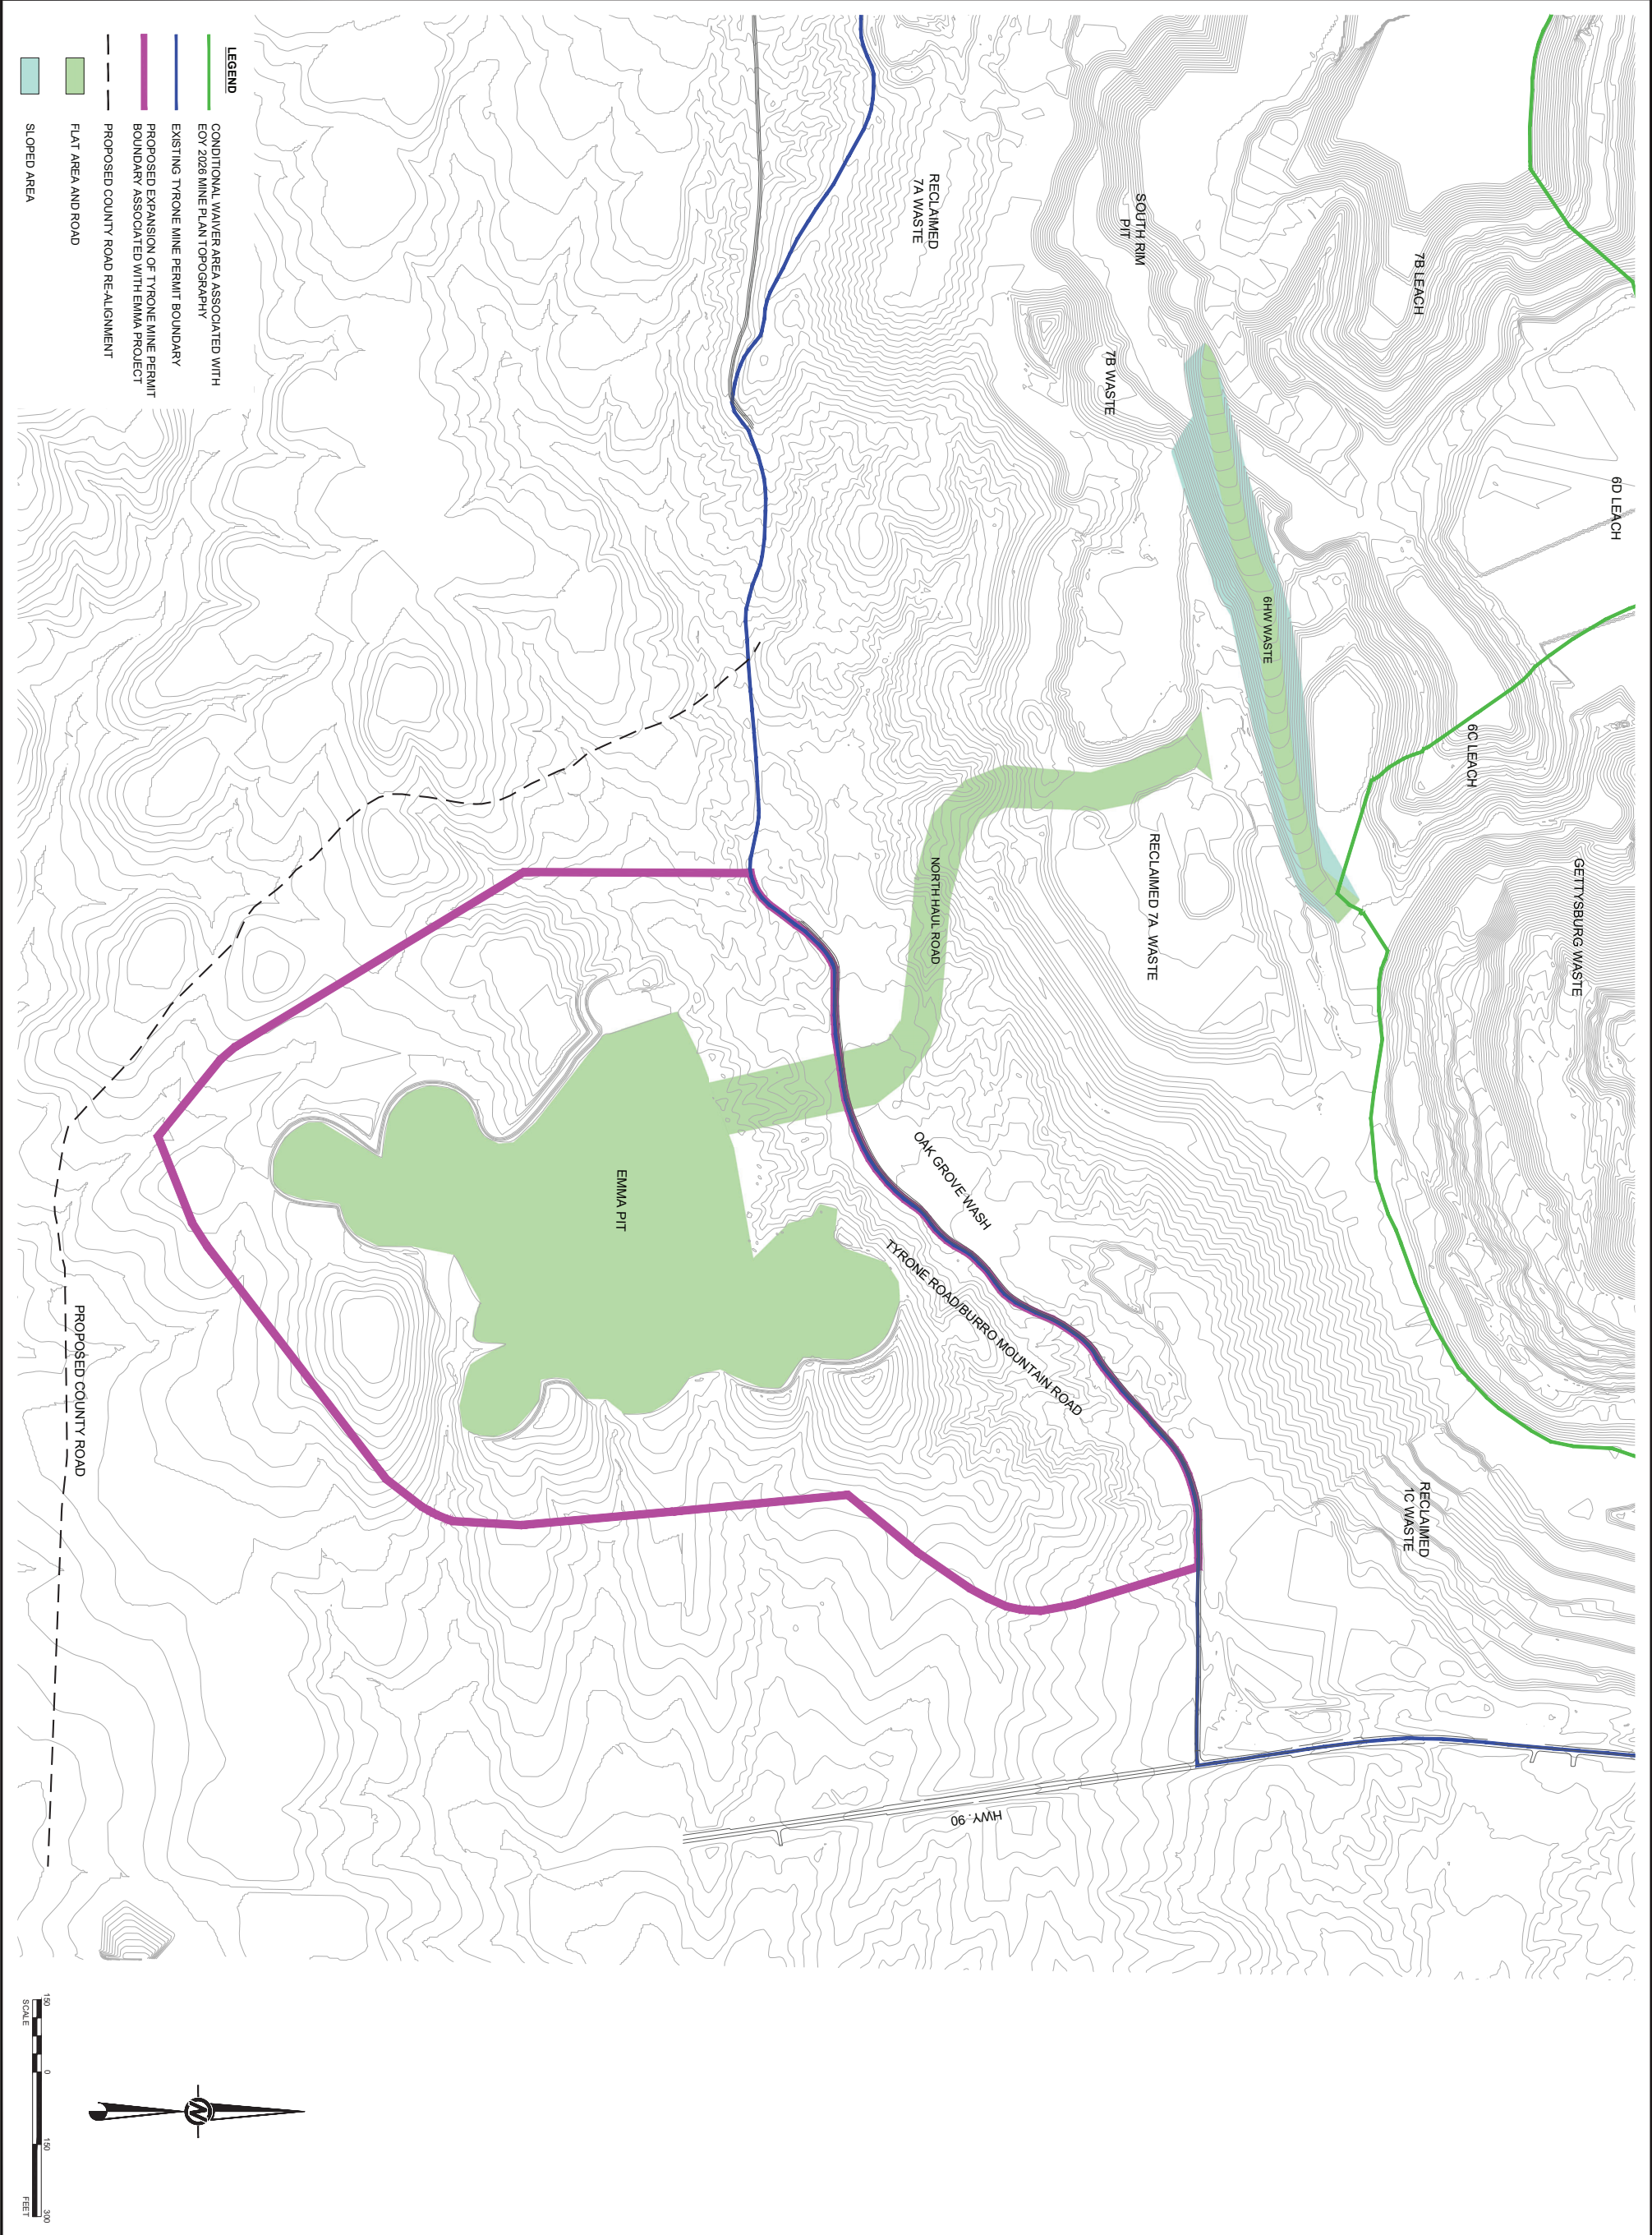 6D LEACH
7B LEACH
GETTYSBURG WASTE
6C LEACH
SOUTH RIM
PIT
7B WASTE
6HW WASTE
RECLAIMED
1C WASTE
RECLAIMED 7A WASTE
RECLAIMED
7A WASTE
NORTH HAUL ROAD
OAK GROVE WASH
TYRONE ROAD/BURRO MOUNTAIN ROAD
HWY. 90
EMMA PIT
PROPOSED COUNTY ROAD
LEGEND
CONDITIONAL WAIVER AREA ASSOCIATED WITH
EOY 2026 MINE PLAN TOPOGRAPHY
EXISTING TYRONE MINE PERMIT BOUNDARY
PROPOSED EXPANSION OF TYRONE MINE PERMIT
BOUNDARY ASSOCIATED WITH EMMA PROJECT
PROPOSED COUNTY ROAD RE-ALIGNMENT
FLAT AREA AND ROAD
SLOPED AREA
N
150 0 150 300
SCALE FEET